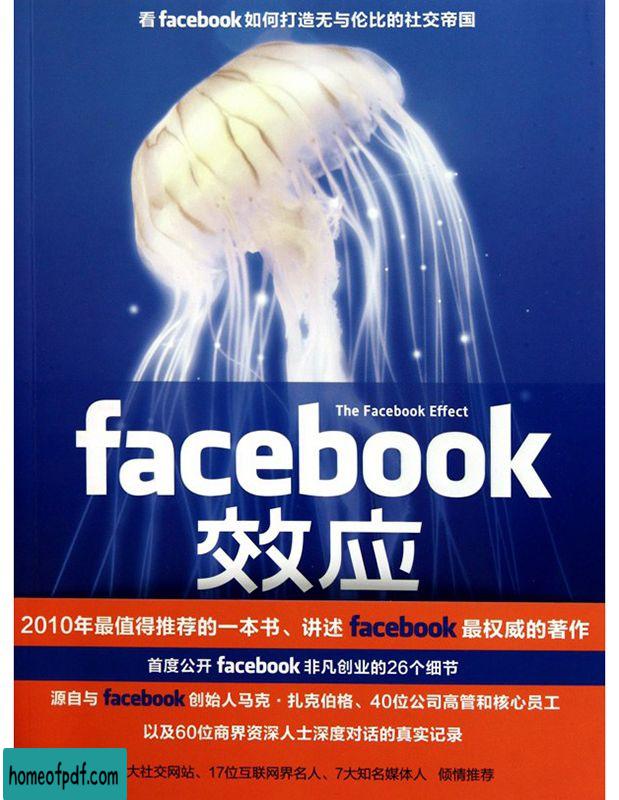 看facebook如何打造无与伦比的社交帝国
The Facebook Effect
facebook
效应
2010年最值得推荐的一本书、讲述facebook最权威的著作
首度公开facebook非凡创业的26个细节
源自与facebook创始人马克·扎克伯格、40位公司高管和核心员工
以及60位商界资深人士深度对话的真实记录
大社交网站、17位互联网界名人、7大知名媒体人 倾情推荐
homeofpdf.com